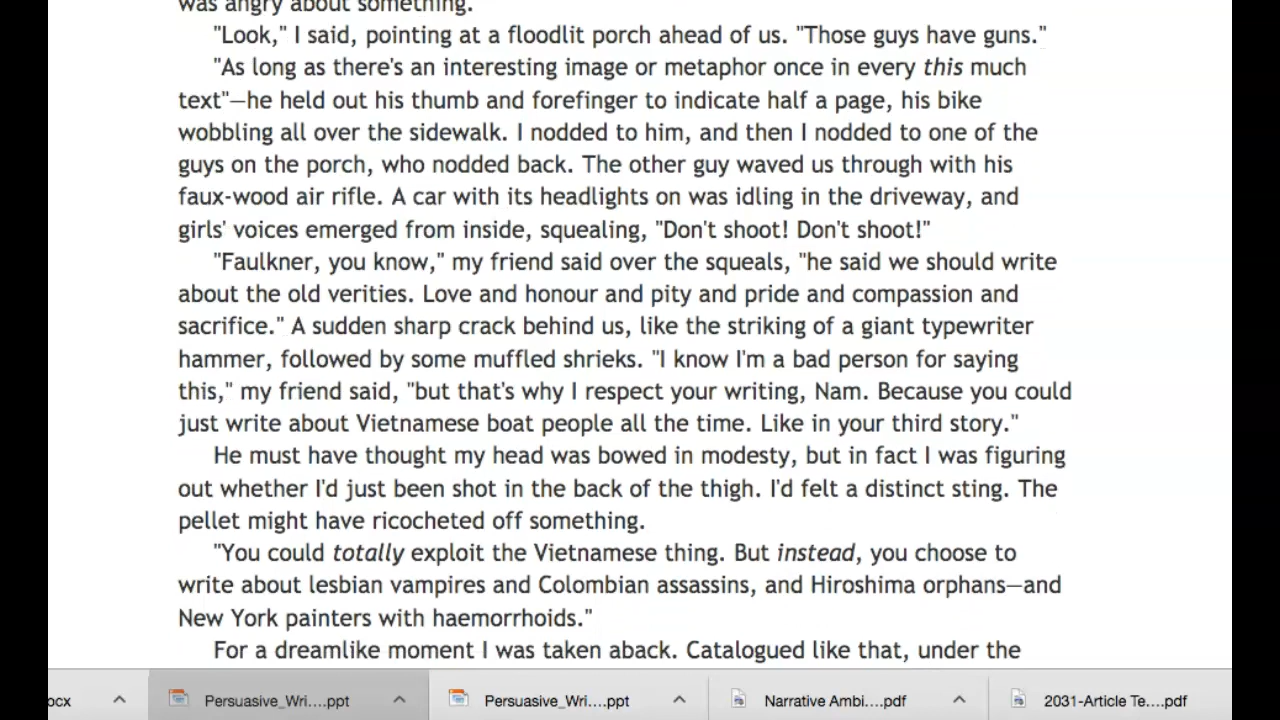 was angry about something.
"Look," I said, pointing at a floodlit porch ahead of us. "Those guys have guns."
"As long as there's an interesting image or metaphor once in every this much
text"—he held out his thumb and forefinger to indicate half a page, his bike
wobbling all over the sidewalk. I nodded to him, and then I nodded to one of the
guys on the porch, who nodded back. The other guy waved us through with his
faux-wood air rifle. A car with its headlights on was idling in the driveway, and
girls' voices emerged from inside, squealing, "Don't shoot! Don't shoot!"
"Faulkner, you know," my friend said over the squeals, "he said we should write
about the old verities. Love and honour and pity and pride and compassion and
sacrifice." A sudden sharp crack behind us, like the striking of a giant typewriter
hammer, followed by some muffled shrieks. "I know I'm a bad person for saying
this," my friend said, "but that's why I respect your writing, Nam. Because you could
just write about Vietnamese boat people all the time. Like in your third story."
He must have thought my head was bowed in modesty, but in fact I was figuring
out whether I'd just been shot in the back of the thigh. I'd felt a distinct sting. The
pellet might have ricocheted off something.
"You could totally exploit the Vietnamese thing. But instead, you choose to
write about lesbian vampires and Colombian assassins, and Hiroshima orphans—and
New York painters with haemorrhoids."
For a dreamlike moment I was taken aback. Catalogued like that, under the
ocx Persuasive_Wri....ppt Persuasive_Wri....ppt Narrative Ambi....pdf 2031-Article Te....pdf